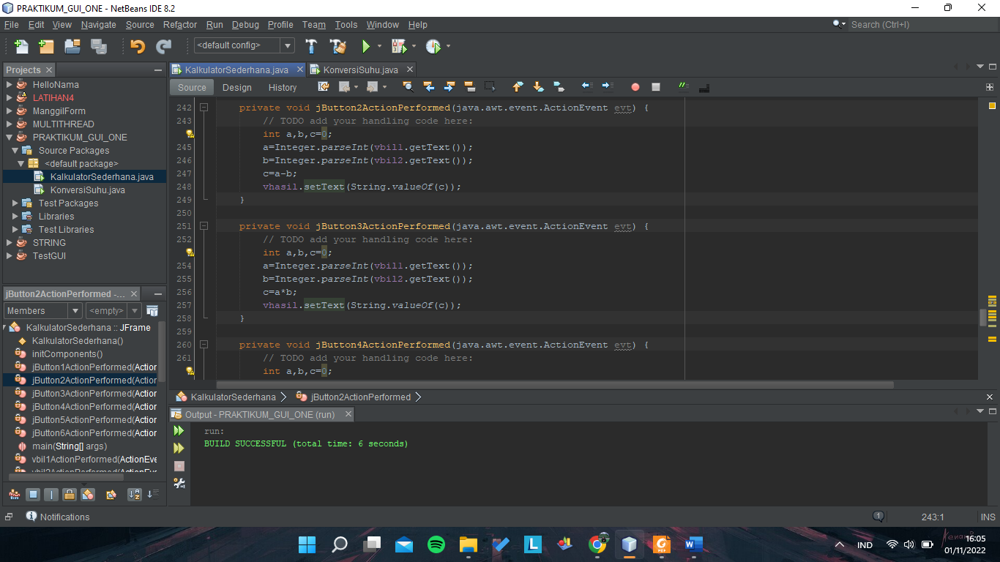 PRAKTIKUM_GUI_ONE - NetBeans IDE 8.2
File Edit View Navigate Source Refactor Run Debug Profile Team Tools Window Help
Search (Ctrl+I)
<default config>
Projects
HelloNama
LATIHAN4
ManggilForm
MULTITHREAD
PRAKTIKUM_GUI_ONE
Source Packages
<default package>
KalkulatorSederhana.java
KonversiSuhu.java
Test Packages
Libraries
Test Libraries
STRING
TestGUI
jButton2ActionPerformed -...
Members <empty>
KalkulatorSederhana :: JFrame
KalkulatorSederhana()
initComponents()
jButton1ActionPerformed(Action
jButton2ActionPerformed(Action
jButton3ActionPerformed(Action
jButton4ActionPerformed(Action
jButton5ActionPerformed(Action
jButton6ActionPerformed(Action
main(String[] args)
vbil1ActionPerformed(ActionEve
vbil2ActionPerformed(ActionEve
KalkulatorSederhana.java KonversiSuhu.java
Source Design History
242 private void jButton2ActionPerformed(java.awt.event.ActionEvent evt) {
243 // TODO add your handling code here:
int a,b,c=0;
245 a=Integer.parseInt(vbil1.getText());
246 b=Integer.parseInt(vbil2.getText());
247 c=a-b;
248 vhasil.setText(String.valueOf(c));
249 }
250
251 private void jButton3ActionPerformed(java.awt.event.ActionEvent evt) {
252 // TODO add your handling code here:
int a,b,c=0;
254 a=Integer.parseInt(vbil1.getText());
255 b=Integer.parseInt(vbil2.getText());
256 c=a*b;
257 vhasil.setText(String.valueOf(c));
258 }
259
260 private void jButton4ActionPerformed(java.awt.event.ActionEvent evt) {
261 // TODO add your handling code here:
int a,b,c=0;
KalkulatorSederhana jButton2ActionPerformed
Output - PRAKTIKUM_GUI_ONE (run)
run:
BUILD SUCCESSFUL (total time: 6 seconds)
Notifications
1
243:1 INS
IND
16:05
01/11/2022